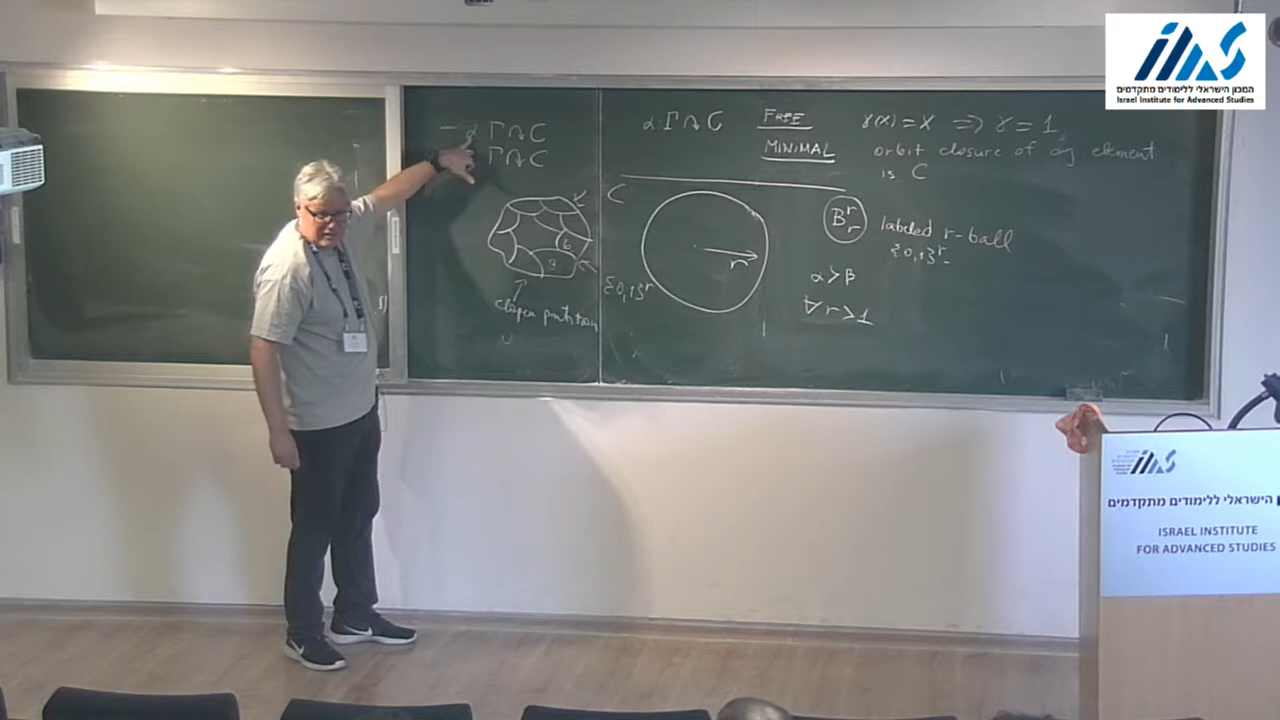 המכון הישראלי ללימודים מתקדמים
Israel Institute for Advanced Studies
α Γ↷C
Γ↷C
6
3
clopen partition
α Γ↷C
FREE
MINIMAL
γ(x) = x ⇒ γ = 1
orbit closure of any element
is C
C
r
{0,1}^r
B_r^r
labeled r-ball
{0,1}^r
α > β
∀ r ≥ 1
הישראלי ללימודים מתקדמים
ISRAEL INSTITUTE
FOR ADVANCED STUDIES